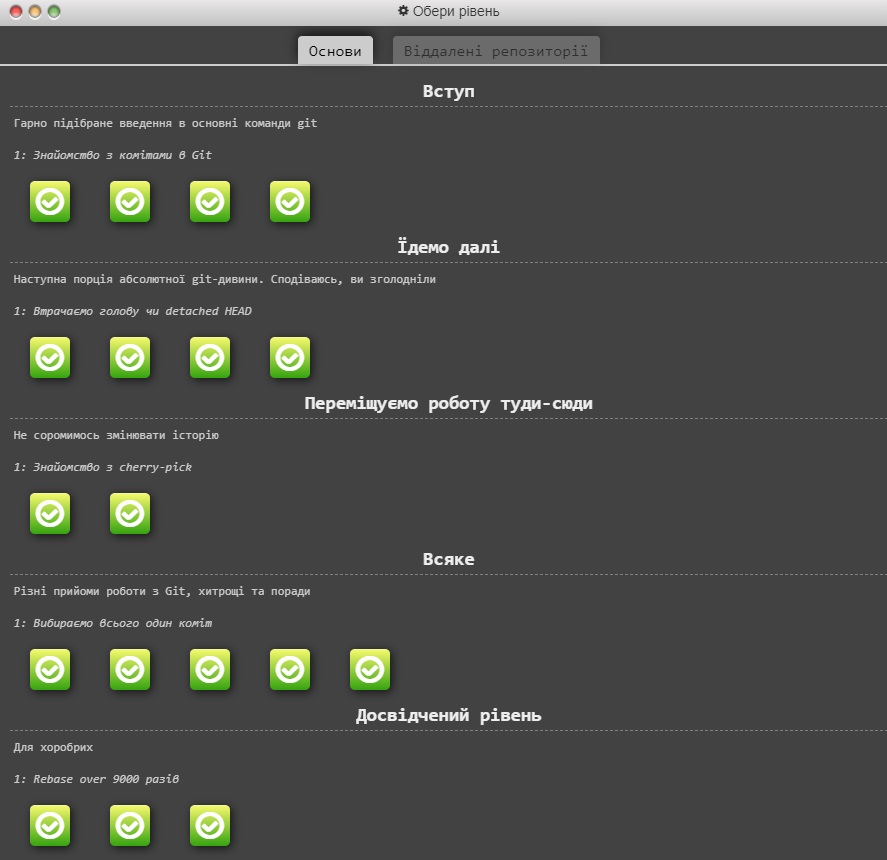 Обери рівень
Основи
Віддалені репозиторії
Вступ
Гарно підібране введення в основні команди git
1: Знайомство з комітами в Git
Їдемо далі
Наступна порція абсолютної git-дивини. Сподіваюсь, ви зголодніли
1: Втрачаємо голову чи detached HEAD
Переміщуємо роботу туди-сюди
Не соромимось змінювати історію
1: Знайомство з cherry-pick
Всяке
Різні прийоми роботи з Git, хитрощі та поради
1: Вибираємо всього один коміт
Досвідчений рівень
Для хоробрих
1: Rebase over 9000 разів